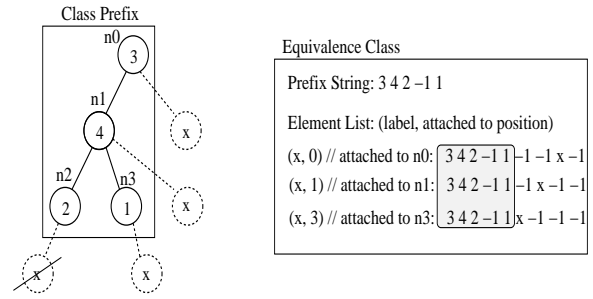 Class Prefix
n0
3
n1
4
x
n2
n3
2
1
x
x
x
Equivalence Class
Prefix String: 3 4 2 −1 1
Element List: (label, attached to position)
(x, 0) // attached to n0: 3 4 2 −1 1 −1 −1 x −1
(x, 1) // attached to n1: 3 4 2 −1 1 −1 x −1 −1
(x, 3) // attached to n3: 3 4 2 −1 1 x −1 −1 −1